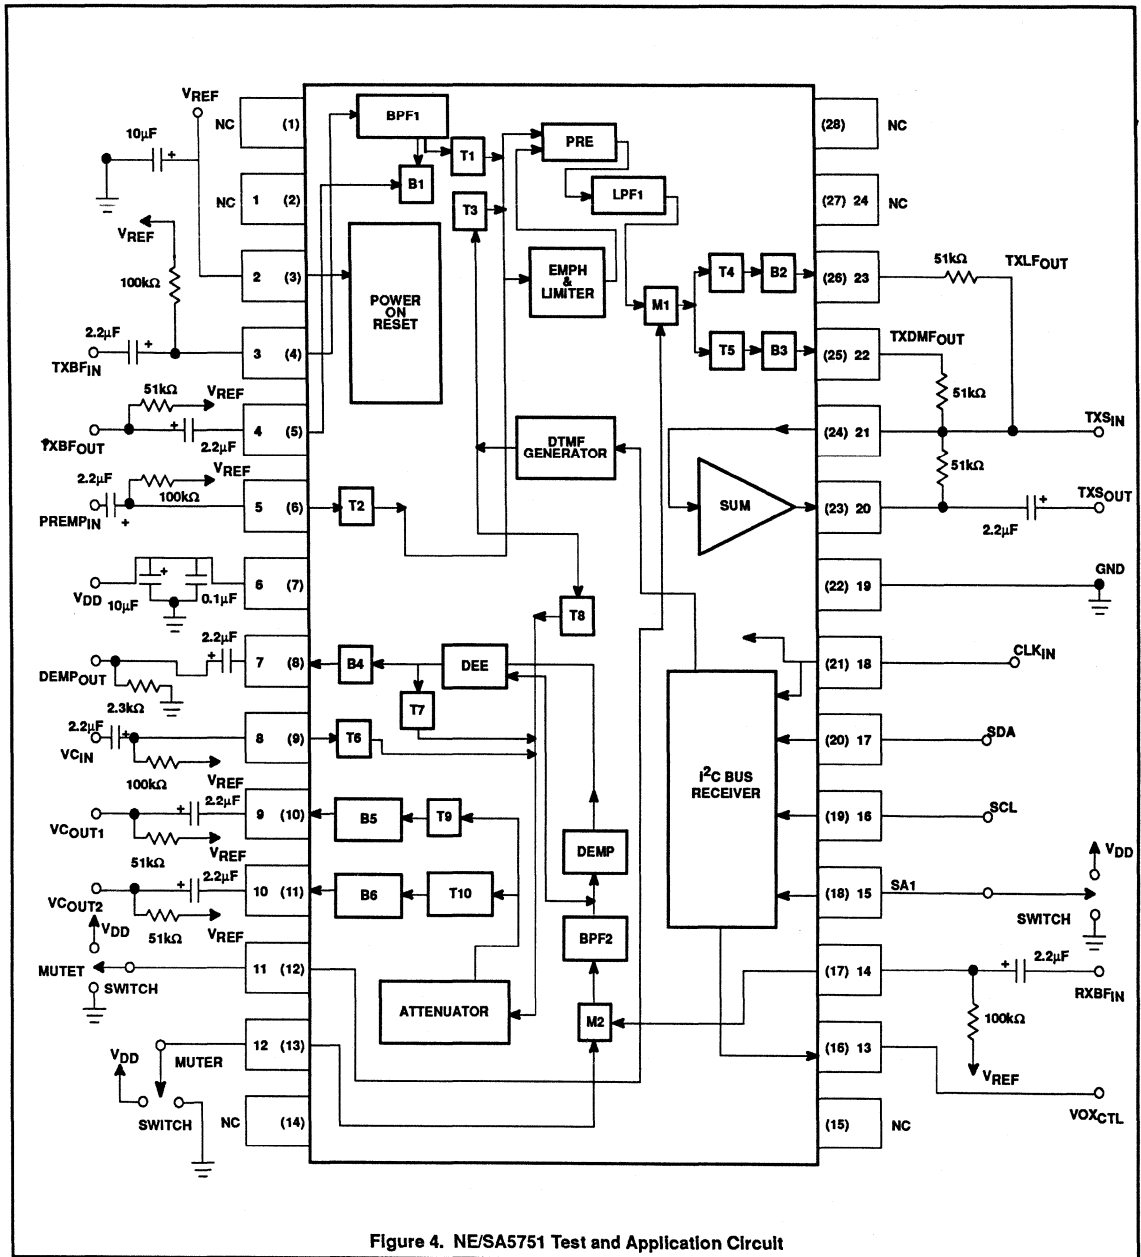 VREF
10µF
+
NC
(1)
NC
1 (2)
VREF
100kΩ
2 (3)
2.2µF
+
TXBFIN
3 (4)
51kΩ
VREF
+
TXBFOUT
2.2µF
4 (5)
VREF
2.2µF
100kΩ
PREMPIN
+
5 (6)
+
VDD
10µF
0.1µF
6 (7)
2.2µF
+
DEMPOUT
2.3kΩ
7 (8)
2.2µF
+
VCIN
100kΩ
VREF
8 (9)
2.2µF
+
VCOUT1
51kΩ
VREF
9 (10)
2.2µF
+
VCOUT2
51kΩ
VREF
10 (11)
VDD
MUTET
SWITCH
11 (12)
VDD
MUTER
SWITCH
12 (13)
NC
(14)
BPF1
T1
B1
T3
PRE
LPF1
POWER
ON
RESET
EMPH
&
LIMITER
M1
T4
B2
T5
B3
DTMF
GENERATOR
SUM
T2
T8
B4
DEE
T7
T6
B5
T9
B6
T10
DEMP
BPF2
ATTENUATOR
M2
I2C BUS
RECEIVER
(28)
NC
(27) 24
NC
(26) 23
51kΩ
TXLFOUT
(25) 22
TXDMFOUT
51kΩ
(24) 21
TXSIN
51kΩ
(23) 20
+
TXSOUT
2.2µF
(22) 19
GND
(21) 18
CLKIN
(20) 17
SDA
(19) 16
SCL
(18) 15
SA1
VDD
SWITCH
(17) 14
+
2.2µF
RXBFIN
100kΩ
VREF
(16) 13
VOXCTL
(15)
NC
Figure 4. NE/SA5751 Test and Application Circuit